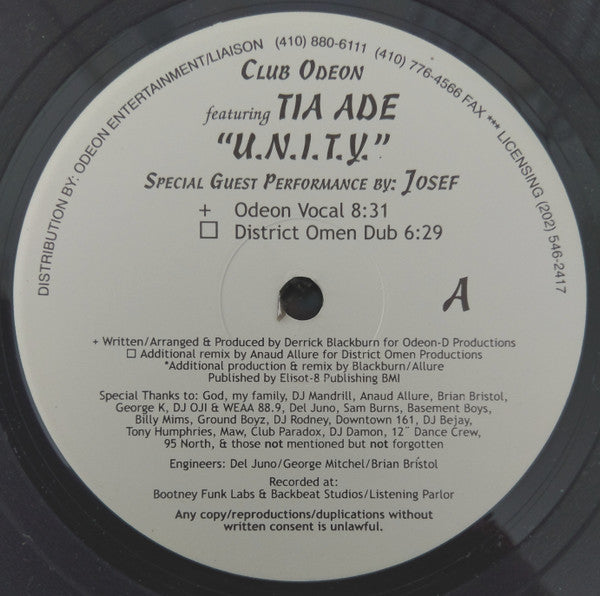 DISTRIBUTION BY: ODEON ENTERTAINMENT/LIAISON (410) 880-6111 (410) 776-4566 FAX *** LICENSING (202) 546-2417
CLUB ODEON
featuring TIA ADE
"U.N.I.T.Y."
SPECIAL GUEST PERFORMANCE BY: JOSEF
+ Odeon Vocal 8:31
☐ District Omen Dub 6:29
A
+ Written/Arranged & Produced by Derrick Blackburn for Odeon-D Productions
☐ Additional remix by Anaud Allure for District Omen Productions
*Additional production & remix by Blackburn/Allure
Published by Elisot-8 Publishing BMI
Special Thanks to: God, my family, DJ Mandrill, Anaud Allure, Brian Bristol,
George K, DJ OJI & WEAA 88.9, Del Juno, Sam Burns, Basement Boys,
Billy Mims, Ground Boyz, DJ Rodney, Downtown 161, DJ Bejay,
Tony Humphries, Maw, Club Paradox, DJ Damon, 12" Dance Crew,
95 North, & those not mentioned but not forgotten
Engineers: Del Juno/George Mitchel/Brian Bristol
Recorded at:
Bootney Funk Labs & Backbeat Studios/Listening Parlor
Any copy/reproductions/duplications without
written consent is unlawful.